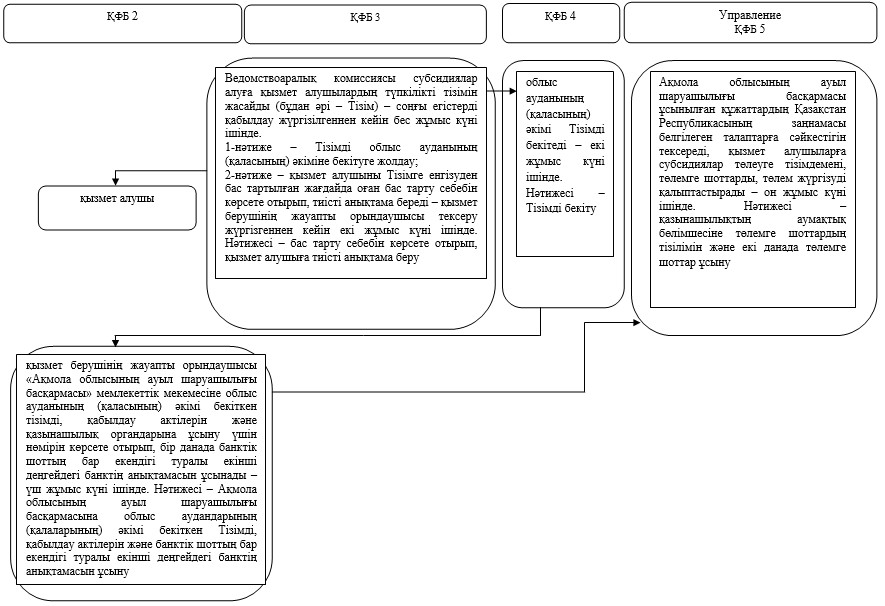 ҚФБ 2
ҚФБ 3
ҚФБ 4
Управление
ҚФБ 5
Ведомствоаралық комиссиясы субсидиялар
алуға қызмет алушылардың түпкілікті тізімін
жасайды (бұдан әрі – Тізім) – соңғы егістерді
қабылдау жүргізілгеннен кейін бес жұмыс күні
ішінде.
1-нәтиже – Тізімді облыс ауданының
(қаласының) әкіміне бекітуге жолдау;
2-нәтиже – қызмет алушыны Тізімге енгізуден
бас тартылған жағдайда оған бас тарту себебін
көрсете отырып, тиісті анықтама береді – қызмет
берушінің жауапты орындаушысы тексеру
жүргізгеннен кейін екі жұмыс күні ішінде.
Нәтижесі – бас тарту себебін көрсете отырып,
қызмет алушыға тиісті анықтама беру
облыс
ауданының
(қаласының)
әкімі Тізімді
бекітеді – екі
жұмыс күні
ішінде.
Нәтижесі –
Тізімді бекіту
Ақмола облысының ауыл
шаруашылығы басқармасы
ұсынылған құжаттардың Қазақстан
Республикасының заңнамасы
белгілеген талаптарға сәйкестігін
тексереді, қызмет алушыларға
субсидиялар төлеуге тізімдемені,
төлемге шоттарды, төлем жүргізуді
қалыптастырады – он жұмыс күні
ішінде. Нәтижесі –
қазынашылықтың аумақтық
бөлімшесіне төлемге шоттардың
тізілімін және екі данада төлемге
шоттар ұсыну
қызмет алушы
қызмет берушінің жауапты орындаушысы
«Ақмола облысының ауыл шаруашылығы
басқармасы» мемлекеттік мекемесіне облыс
ауданының (қаласының) әкімі бекіткен
тізімді, қабылдау актілерін және
қазынашылық органдарына ұсыну үшін
нөмірін көрсете отырып, бір данада банктік
шоттың бар екендігі туралы екінші
деңгейдегі банктің анықтамасын ұсынады –
үш жұмыс күні ішінде. Нәтижесі – Ақмола
облысының ауыл шаруашылығы
басқармасына облыс аудандарының
(қалаларының) әкімі бекіткен Тізімді,
қабылдау актілерін және банктік шоттың бар
екендігі туралы екінші деңгейдегі банктің
анықтамасын ұсыну